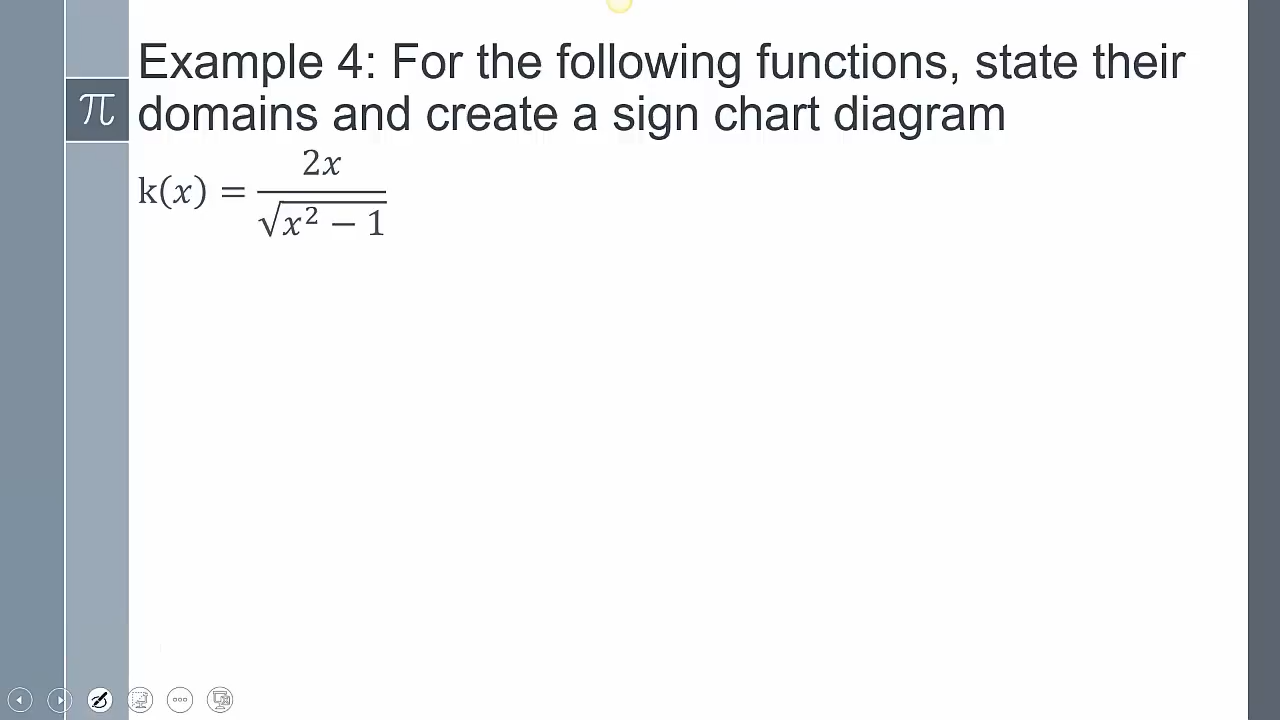 Example 4: For the following functions, state their
π
domains and create a sign chart diagram
k(x) = 2x / √(x² − 1)